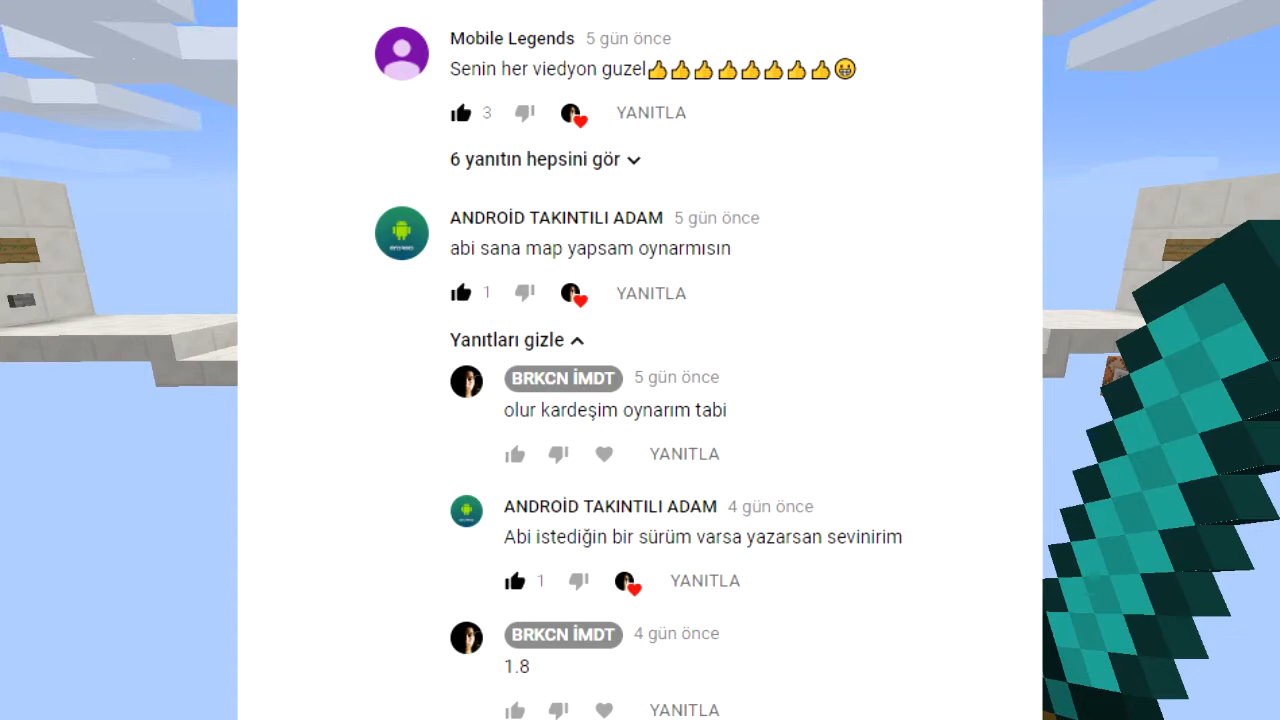 Mobile Legends 5 gün önce
Senin her viedyon guzel👍👍👍👍👍👍👍👍😁
3 YANITLA
6 yanıtın hepsini gör
ANDROİD TAKINTILI ADAM 5 gün önce
abi sana map yapsam oynarmısın
1 YANITLA
Yanıtları gizle
BRKCN İMDT 5 gün önce
olur kardeşim oynarım tabi
YANITLA
ANDROİD TAKINTILI ADAM 4 gün önce
Abi istediğin bir sürüm varsa yazarsan sevinirim
1 YANITLA
BRKCN İMDT 4 gün önce
1.8
YANITLA